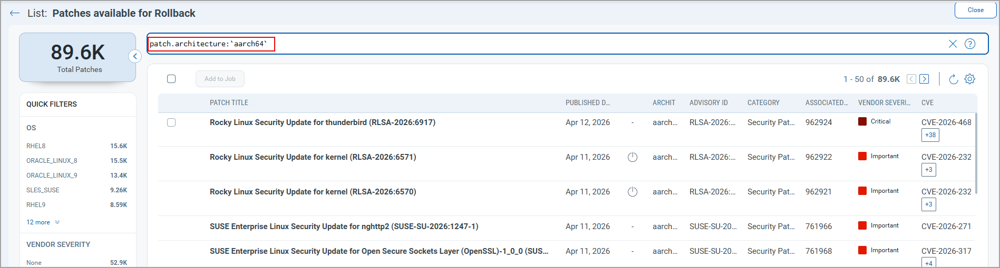 List: Patches available for Rollback
Close
89.6K
Total Patches
patch.architecture:`aarch64`
Add to Job
1 - 50 of 89.6K
QUICK FILTERS
OS
RHEL8 15.6K
ORACLE_LINUX_8 15.5K
ORACLE_LINUX_9 13.4K
SLES_SUSE 9.26K
RHEL9 8.59K
12 more
VENDOR SEVERITY
None 52.9K
PATCH TITLE PUBLISHED D... ARCHIT ADVISORY ID CATEGORY ASSOCIATED... VENDOR SEVERI... CVE
Rocky Linux Security Update for thunderbird (RLSA-2026:6917) Apr 12, 2026 - aarch... RLSA-2026:... Security Pat... 962924 Critical CVE-2026-468
+38
Rocky Linux Security Update for kernel (RLSA-2026:6571) Apr 11, 2026 aarch... RLSA-2026:... Security Pat... 962922 Important CVE-2026-232
+3
Rocky Linux Security Update for kernel (RLSA-2026:6570) Apr 11, 2026 aarch... RLSA-2026:... Security Pat... 962921 Important CVE-2026-232
+3
SUSE Enterprise Linux Security Update for nghttp2 (SUSE-SU-2026:1247-1) Apr 11, 2026 - aarch... SUSE-SU-20... Security Pat... 761966 Important CVE-2026-271
SUSE Enterprise Linux Security Update for Open Secure Sockets Layer (OpenSSL)-1_0_0 (SUS... Apr 11, 2026 - aarch... SUSE-SU-20... Security Pat... 761968 Important CVE-2026-317
+4